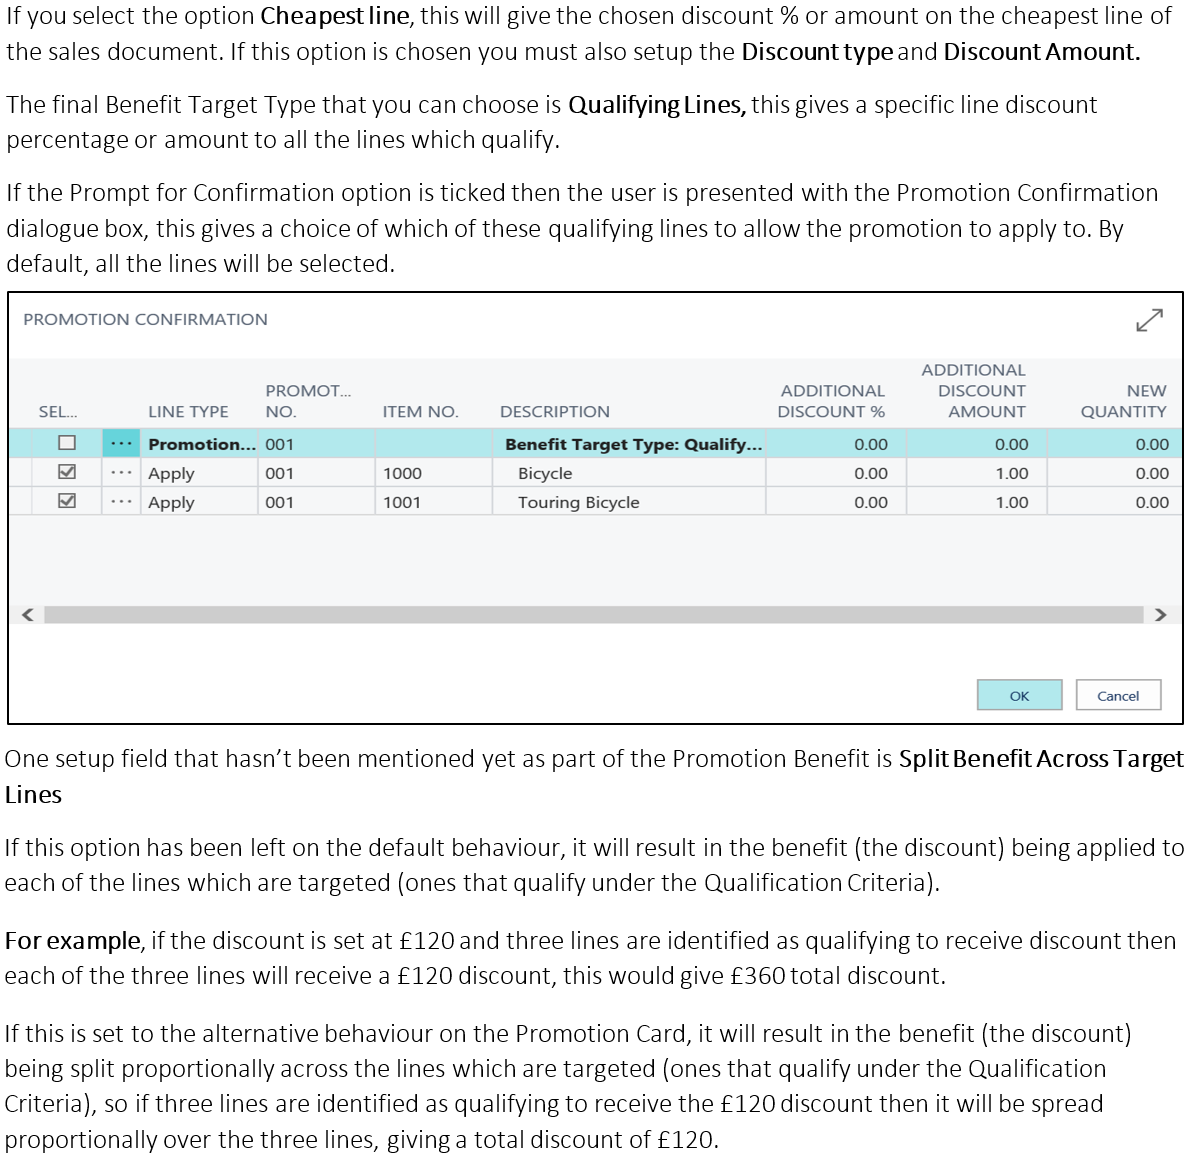 If you select the option Cheapest line, this will give the chosen discount % or amount on the cheapest line of
the sales document. If this option is chosen you must also setup the Discount type and Discount Amount.
The final Benefit Target Type that you can choose is Qualifying Lines, this gives a specific line discount
percentage or amount to all the lines which qualify.
If the Prompt for Confirmation option is ticked then the user is presented with the Promotion Confirmation
dialogue box, this gives a choice of which of these qualifying lines to allow the promotion to apply to. By
default, all the lines will be selected.
PROMOTION CONFIRMATION
SEL... LINE TYPE PROMOT... NO. ITEM NO. DESCRIPTION ADDITIONAL DISCOUNT % ADDITIONAL DISCOUNT AMOUNT NEW QUANTITY
··· Promotion... 001 Benefit Target Type: Qualify... 0.00 0.00 0.00
··· Apply 001 1000 Bicycle 0.00 1.00 0.00
··· Apply 001 1001 Touring Bicycle 0.00 1.00 0.00
OK Cancel
One setup field that hasn’t been mentioned yet as part of the Promotion Benefit is Split Benefit Across Target
Lines
If this option has been left on the default behaviour, it will result in the benefit (the discount) being applied to
each of the lines which are targeted (ones that qualify under the Qualification Criteria).
For example, if the discount is set at £120 and three lines are identified as qualifying to receive discount then
each of the three lines will receive a £120 discount, this would give £360 total discount.
If this is set to the alternative behaviour on the Promotion Card, it will result in the benefit (the discount)
being split proportionally across the lines which are targeted (ones that qualify under the Qualification
Criteria), so if three lines are identified as qualifying to receive the £120 discount then it will be spread
proportionally over the three lines, giving a total discount of £120.